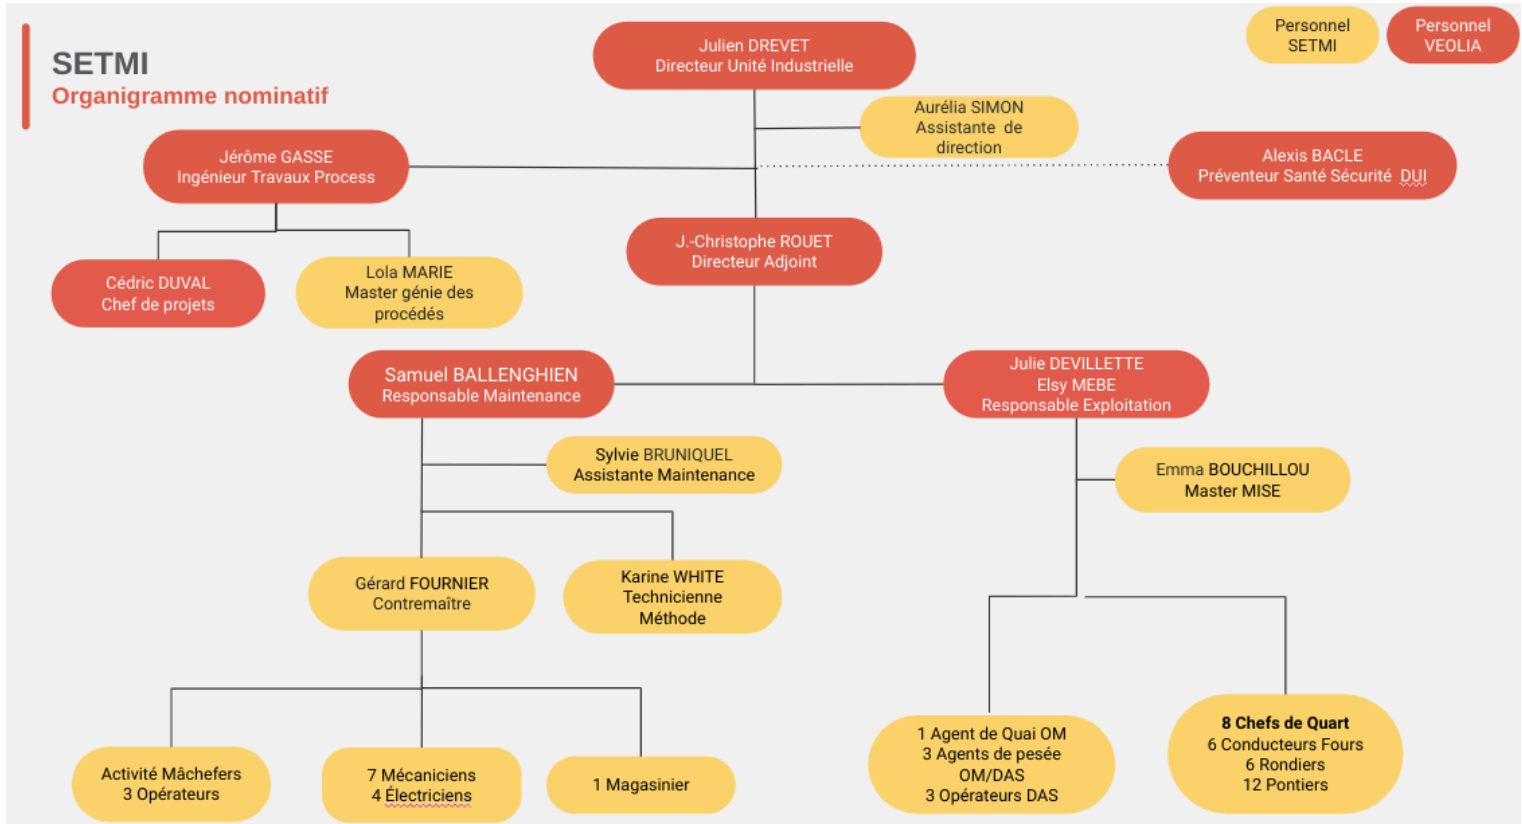 SETMI
Organigramme nominatif
Julien DREVET
Directeur Unité Industrielle
Personnel
SETMI
Personnel
VEOLIA
Aurélia SIMON
Assistante de
direction
Jérôme GASSE
Ingénieur Travaux Process
Alexis BACLE
Préventeur Santé Sécurité DUI
J.-Christophe ROUET
Directeur Adjoint
Cédric DUVAL
Chef de projets
Lola MARIE
Master génie des
procédés
Samuel BALLENGHIEN
Responsable Maintenance
Julie DEVILLETTE
Elsy MEBE
Responsable Exploitation
Sylvie BRUNIQUEL
Assistante Maintenance
Emma BOUCHILLOU
Master MISE
Gérard FOURNIER
Contremaître
Karine WHITE
Technicienne
Méthode
Activité Mâchefers
3 Opérateurs
7 Mécaniciens
4 Électriciens
1 Magasinier
1 Agent de Quai OM
3 Agents de pesée
OM/DAS
3 Opérateurs DAS
8 Chefs de Quart
6 Conducteurs Fours
6 Rondiers
12 Pontiers